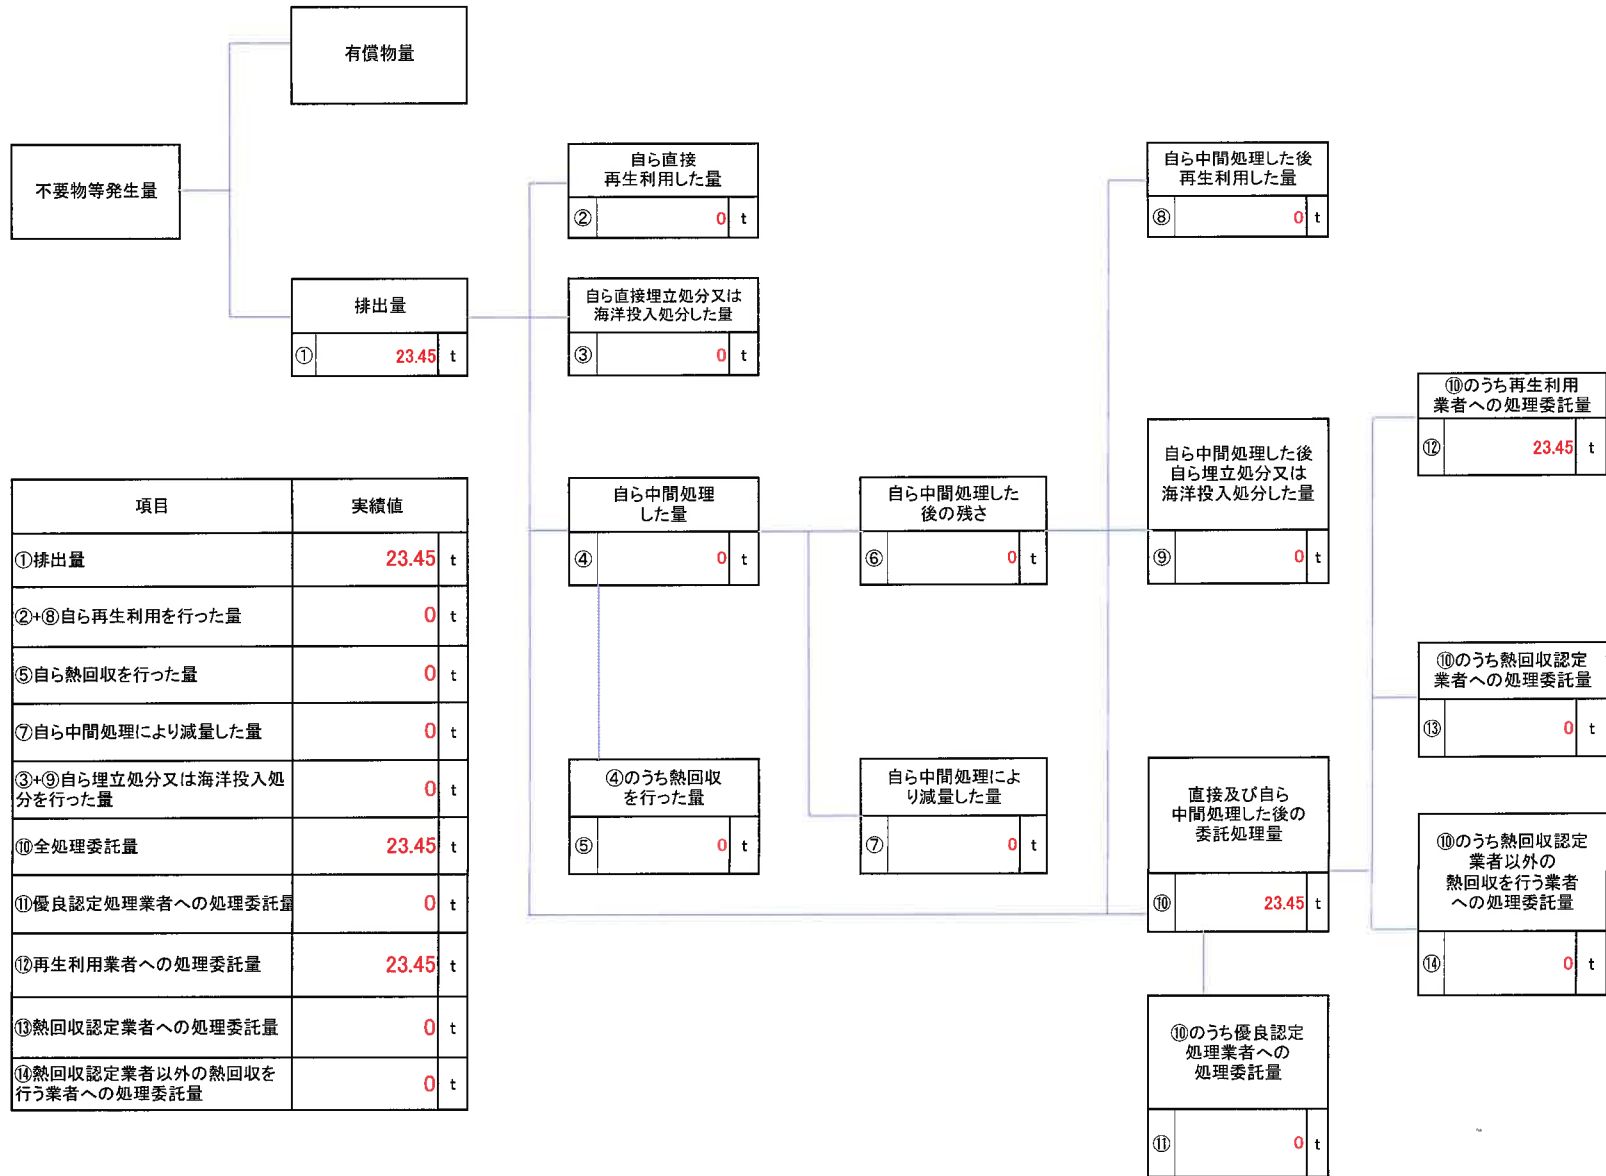 有償物量
不要物等発生量
排出量
① 23.45 t
自ら直接
再生利用した量
② 0 t
自ら直接埋立処分又は
海洋投入処分した量
③ 0 t
自ら中間処理
した量
④ 0 t
④のうち熱回収
を行った量
⑤ 0 t
自ら中間処理した
後の残さ
⑥ 0 t
自ら中間処理によ
り減量した量
⑦ 0 t
自ら中間処理した後
再生利用した量
⑧ 0 t
自ら中間処理した後
自ら埋立処分又は
海洋投入処分した量
⑨ 0 t
直接及び自ら
中間処理した後の
委託処理量
⑩ 23.45 t
⑩のうち優良認定
処理業者への
処理委託量
⑪ 0 t
⑩のうち再生利用
業者への処理委託量
⑫ 23.45 t
⑩のうち熱回収認定
業者への処理委託量
⑬ 0 t
⑩のうち熱回収認定
業者以外の
熱回収を行う業者
への処理委託量
⑭ 0 t
項目 実績値
①排出量 23.45 t
②+⑧自ら再生利用を行った量 0 t
⑤自ら熱回収を行った量 0 t
⑦自ら中間処理により減量した量 0 t
③+⑨自ら埋立処分又は海洋投入処
分を行った量 0 t
⑩全処理委託量 23.45 t
⑪優良認定処理業者への処理委託量 0 t
⑫再生利用業者への処理委託量 23.45 t
⑬熱回収認定業者への処理委託量 0 t
⑭熱回収認定業者以外の熱回収を
行う業者への処理委託量 0 t